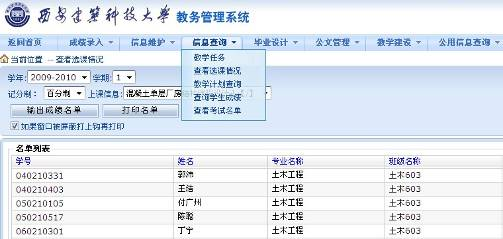 西安建筑科技大学 教务管理系统
返回首页 成绩录入 信息维护 信息查询 毕业设计 公文管理 教学建设 公用信息查询
当前位置 -- 查看选课情况
教学任务
查看选课情况
教学计划查询
查询学生成绩
查看考试名单
学年: 2009-2010 学期: 1
记分制: 百分制 上课信息: 混凝土单层厂房
输出成绩名单 打印名单
如果窗口被屏蔽打上钩再打印
名单列表
学号 姓名 专业名称 班级名称
040210331 郭沛 土木工程 土木603
040210403 王结 土木工程 土木603
050210105 付广州 土木工程 土木603
050210517 陈聪 土木工程 土木603
060210301 丁宁 土木工程 土木603